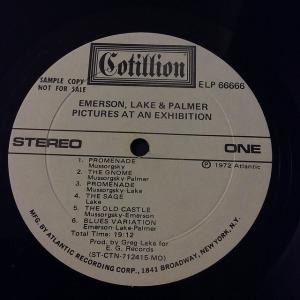 Cotillion
SAMPLE COPY
NOT FOR SALE
ELP 66666
EMERSON, LAKE & PALMER
PICTURES AT AN EXHIBITION
STEREO
ONE
1. PROMENADE
Mussorgsky
2. THE GNOME
Mussorgsky-Palmer
3. PROMENADE
Mussorgsky-Lake
4. THE SAGE
Lake
5. THE OLD CASTLE
Mussorgsky-Emerson
6. BLUES VARIATION
Emerson-Lake-Palmer
Total Time: 19:12
Prod. by Greg Lake for
E. G. Records
(ST-CTN-712415-MO)
℗ 1972 Atlantic
MFG BY ATLANTIC RECORDING CORP., 1841 BROADWAY, NEW YORK, N.Y.